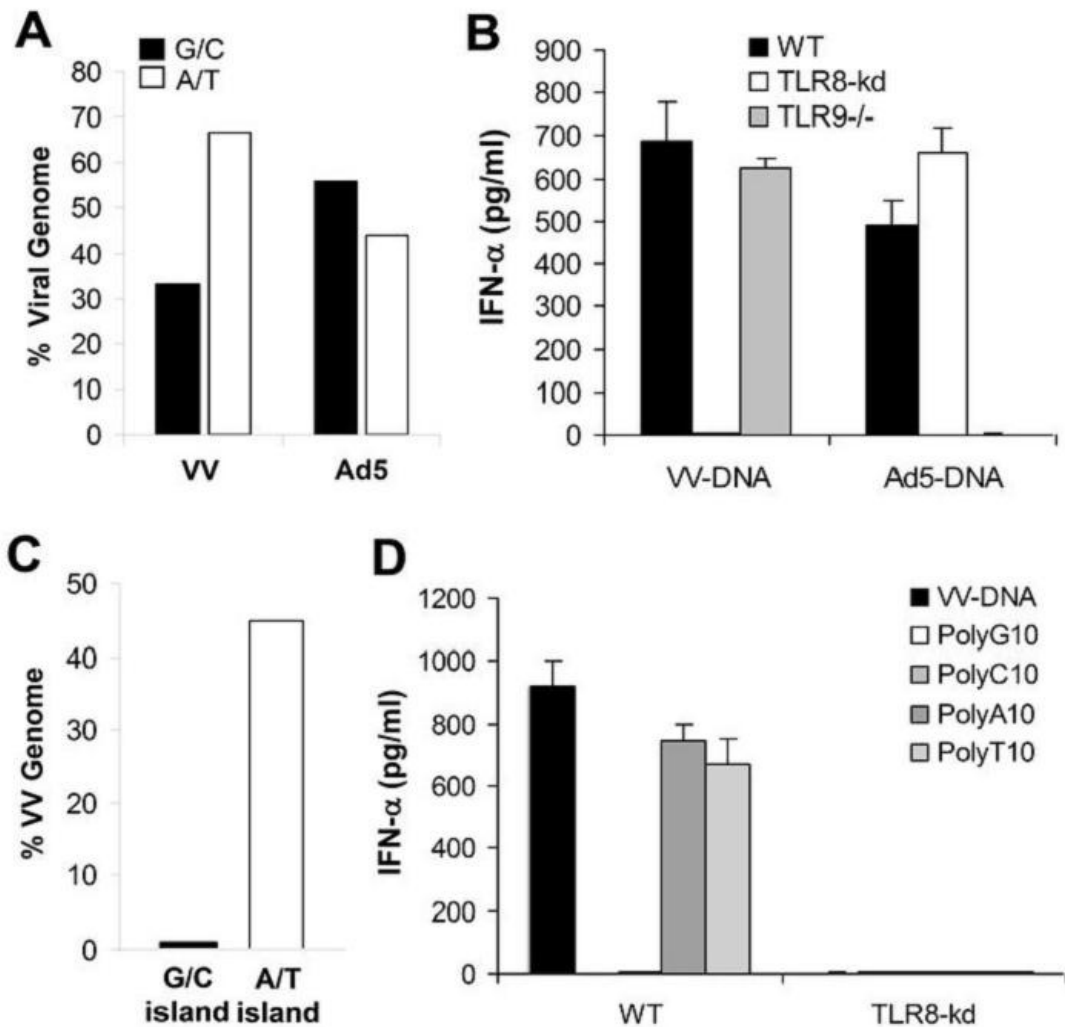 A
G/C
A/T
% Viral Genome
80
70
60
50
40
30
20
10
0
VV
Ad5
B
WT
TLR8-kd
TLR9-/-
IFN-α (pg/ml)
900
800
700
600
500
400
300
200
100
0
VV-DNA
Ad5-DNA
C
% VV Genome
50
40
30
20
10
0
G/C island
A/T island
D
VV-DNA
PolyG10
PolyC10
PolyA10
PolyT10
IFN-α (pg/ml)
1200
1000
800
600
400
200
0
WT
TLR8-kd